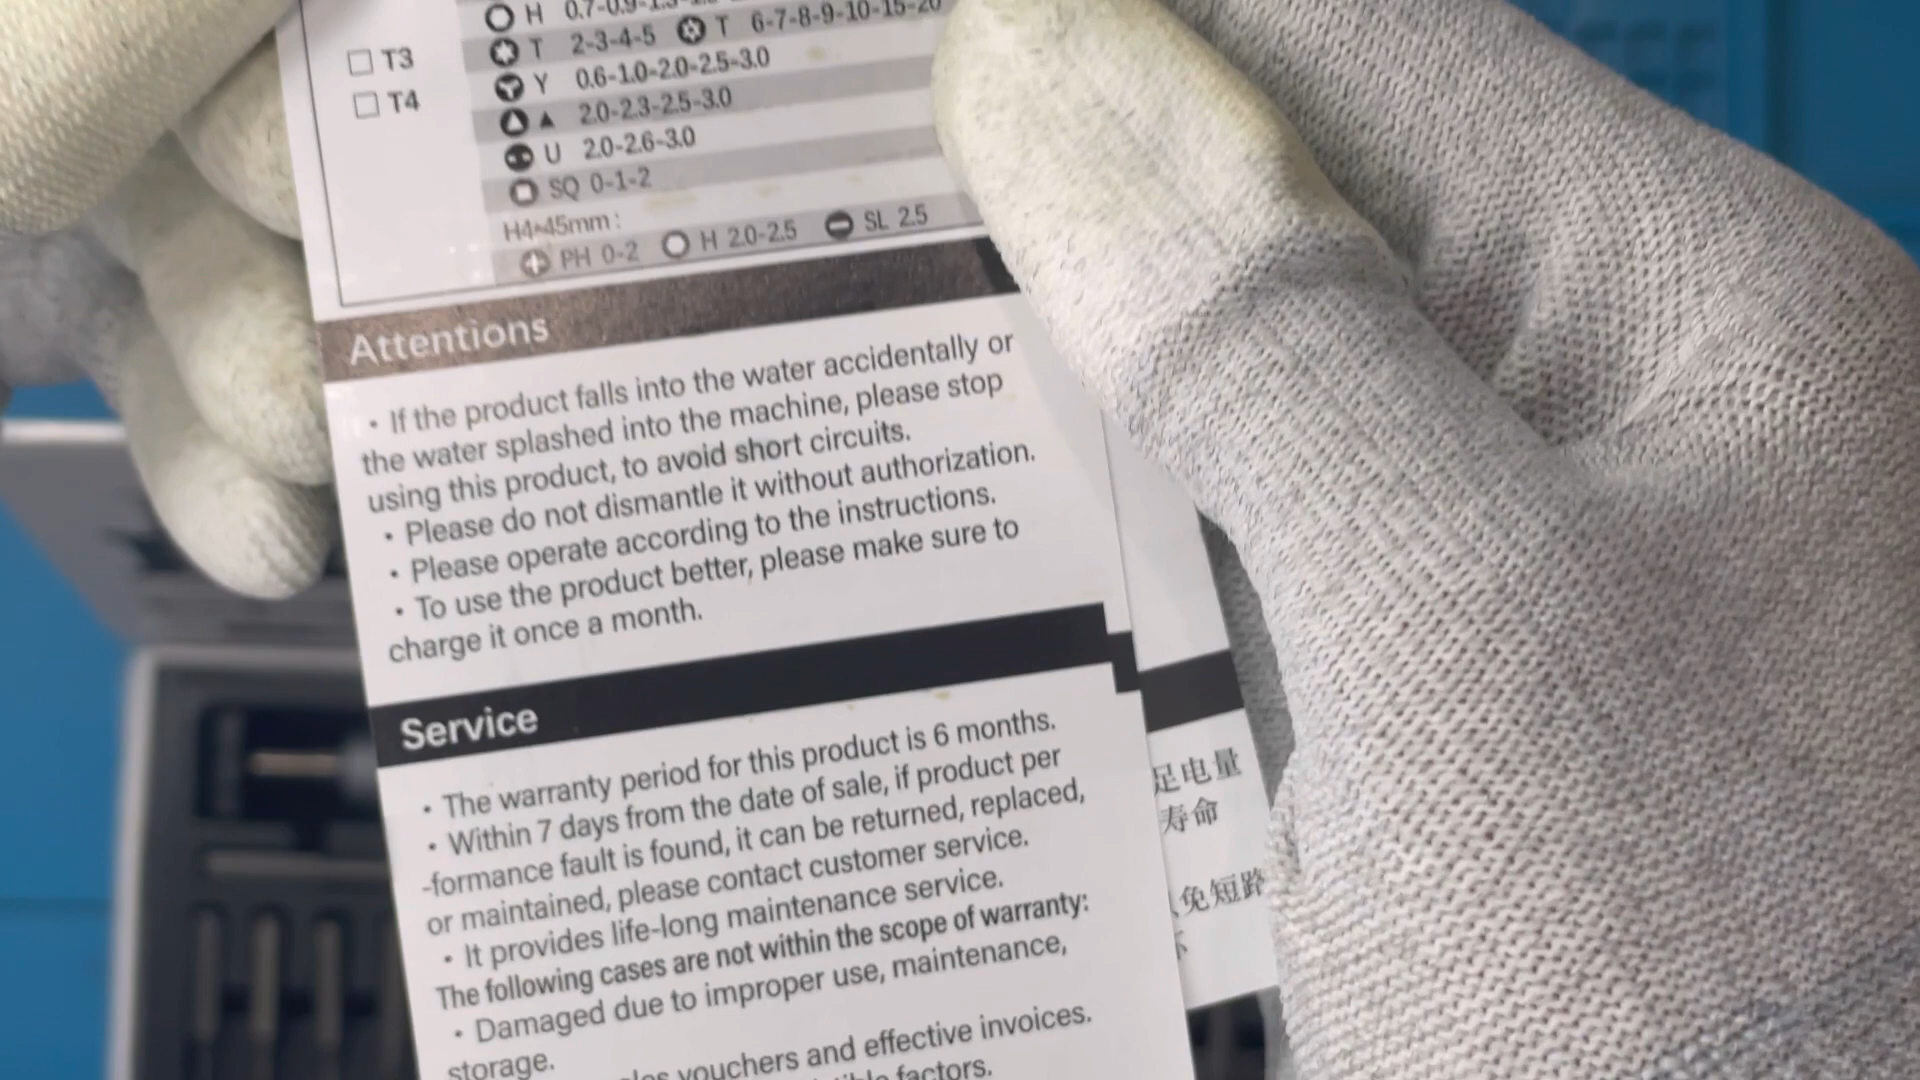 H 0.7-0.9-1.3
T3
T 2-3-4-5 T 6-7-8-9-10-15-20
T4
Y 0.6-1.0-2.0-2.5-3.0
▲ 2.0-2.3-2.5-3.0
U 2.0-2.6-3.0
SQ 0-1-2
H4*45mm :
PH 0-2 H 2.0-2.5 SL 2.5
Attentions
· If the product falls into the water accidentally or
the water splashed into the machine, please stop
using this product, to avoid short circuits.
· Please do not dismantle it without authorization.
· Please operate according to the instructions.
· To use the product better, please make sure to
charge it once a month.
Service
· The warranty period for this product is 6 months.
· Within 7 days from the date of sale, if product per
-formance fault is found, it can be returned, replaced,
or maintained, please contact customer service.
· It provides life-long maintenance service.
The following cases are not within the scope of warranty:
· Damaged due to improper use, maintenance,
storage.
vouchers and effective invoices.
factors.
足电量
寿命
免短路